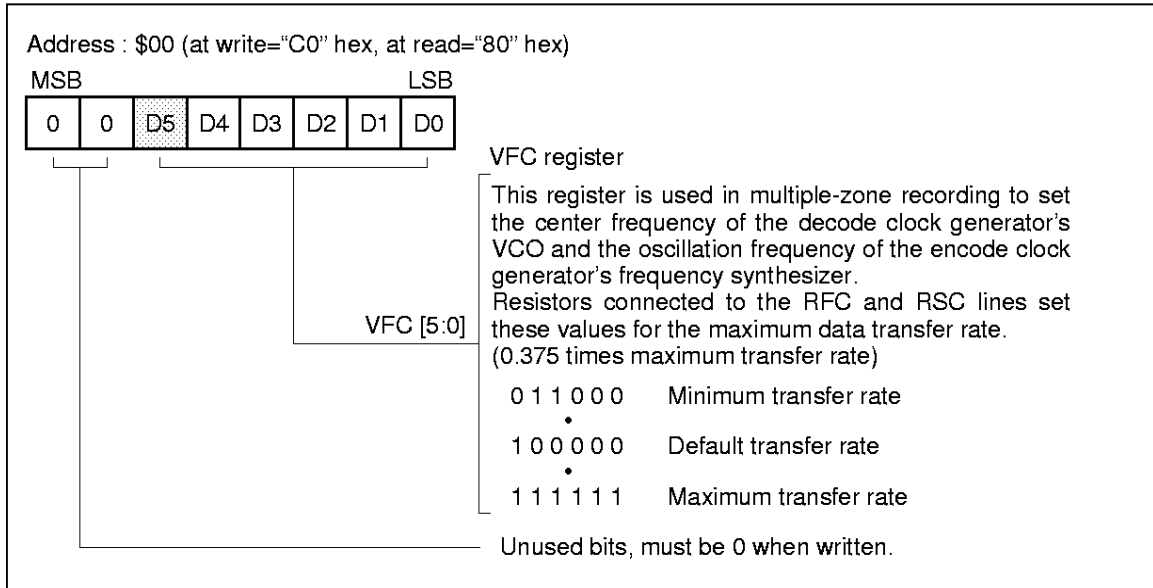 Address : $00 (at write=“C0” hex, at read=“80” hex)
MSB LSB
0 0 D5 D4 D3 D2 D1 D0
VFC register
This register is used in multiple-zone recording to set
the center frequency of the decode clock generator’s
VCO and the oscillation frequency of the encode clock
generator’s frequency synthesizer.
Resistors connected to the RFC and RSC lines set
VFC [5:0] these values for the maximum data transfer rate.
(0.375 times maximum transfer rate)
0 1 1 0 0 0 Minimum transfer rate
•
1 0 0 0 0 0 Default transfer rate
•
1 1 1 1 1 1 Maximum transfer rate
Unused bits, must be 0 when written.